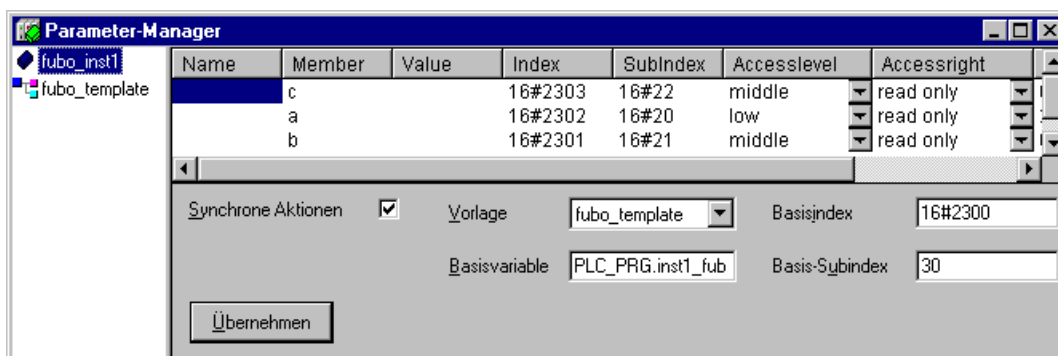 Parameter-Manager
fubo_inst1
fubo_template
Name Member Value Index SubIndex Accesslevel Accessright
c 16#2303 16#22 middle read only
a 16#2302 16#20 low read only
b 16#2301 16#21 middle read only
Synchrone Aktionen Vorlage fubo_template Basisindex 16#2300
Basisvariable PLC_PRG.inst1_fub Basis-Subindex 30
Übernehmen